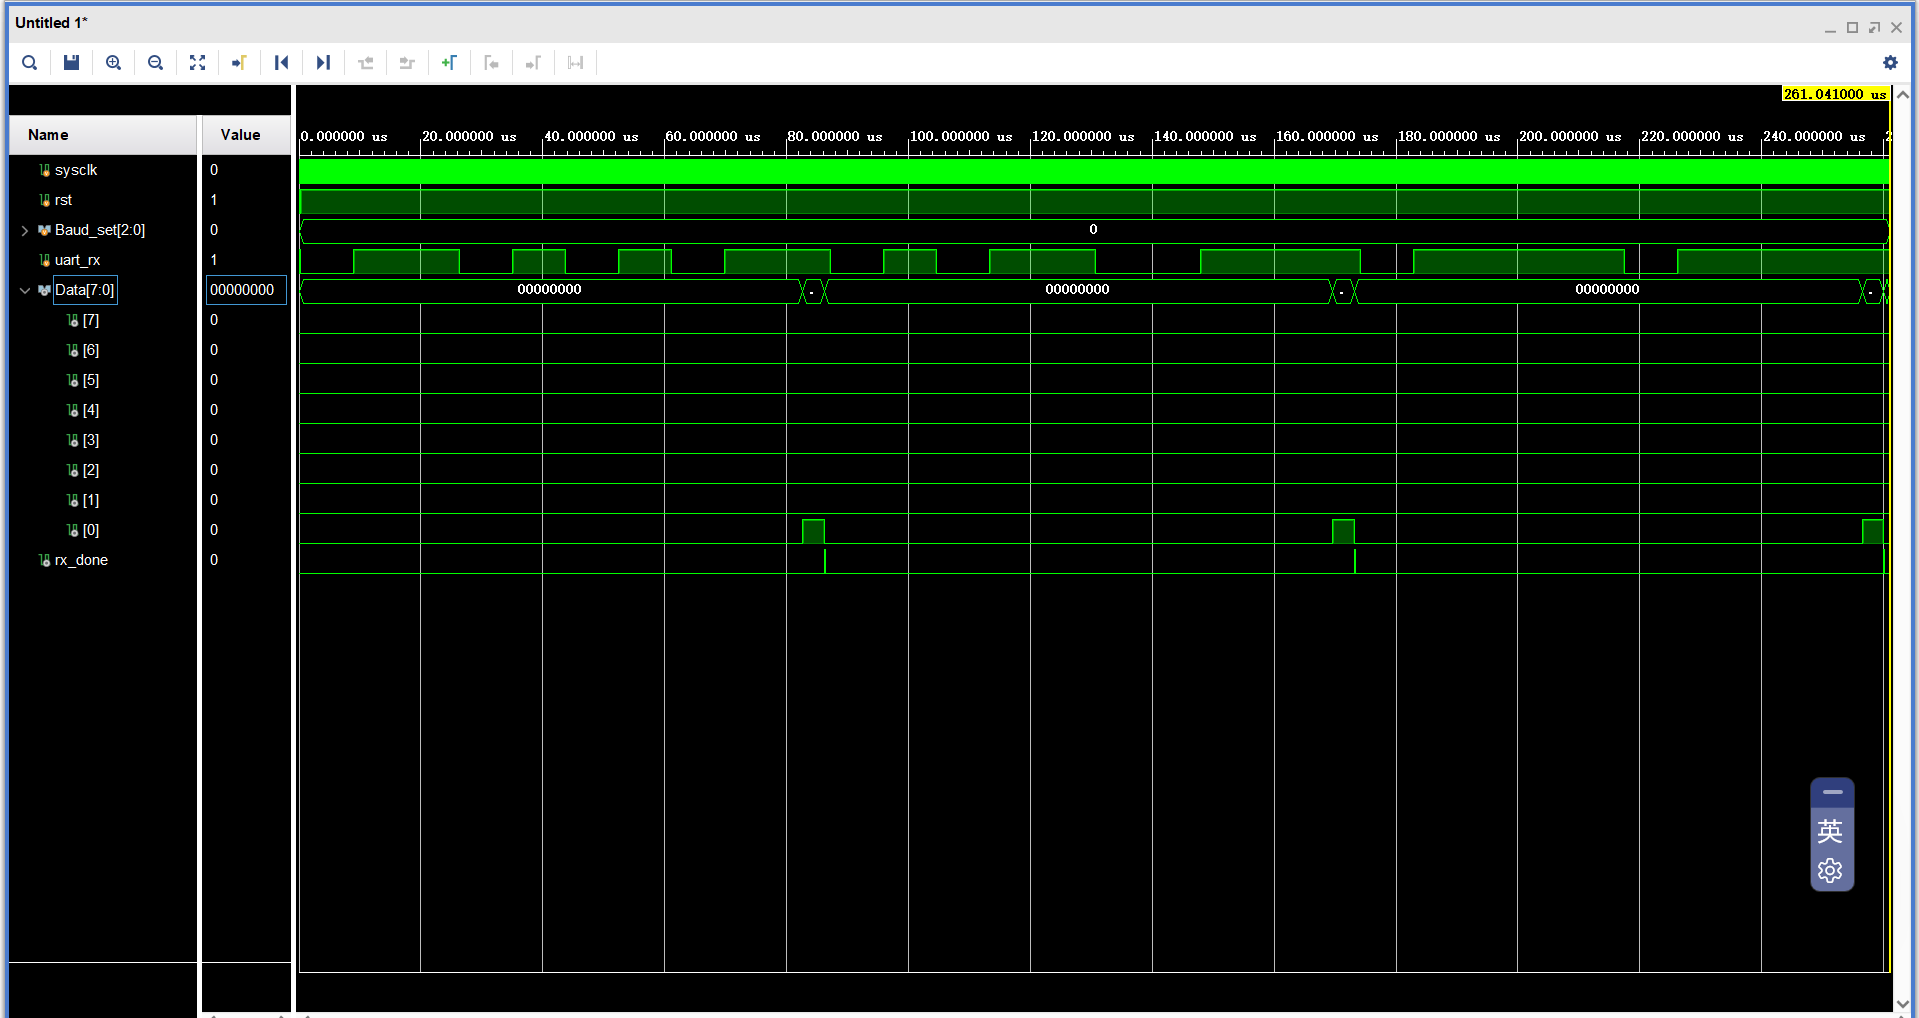 Untitled 1*
261.041000 us
Name
Value
0.000000 us
20.000000 us
40.000000 us
60.000000 us
80.000000 us
100.000000 us
120.000000 us
140.000000 us
160.000000 us
180.000000 us
200.000000 us
220.000000 us
240.000000 us
sysclk
0
rst
1
Baud_set[2:0]
0
0
uart_rx
1
Data[7:0]
00000000
00000000
00000000
00000000
[7]
0
[6]
0
[5]
0
[4]
0
[3]
0
[2]
0
[1]
0
[0]
0
rx_done
0
英